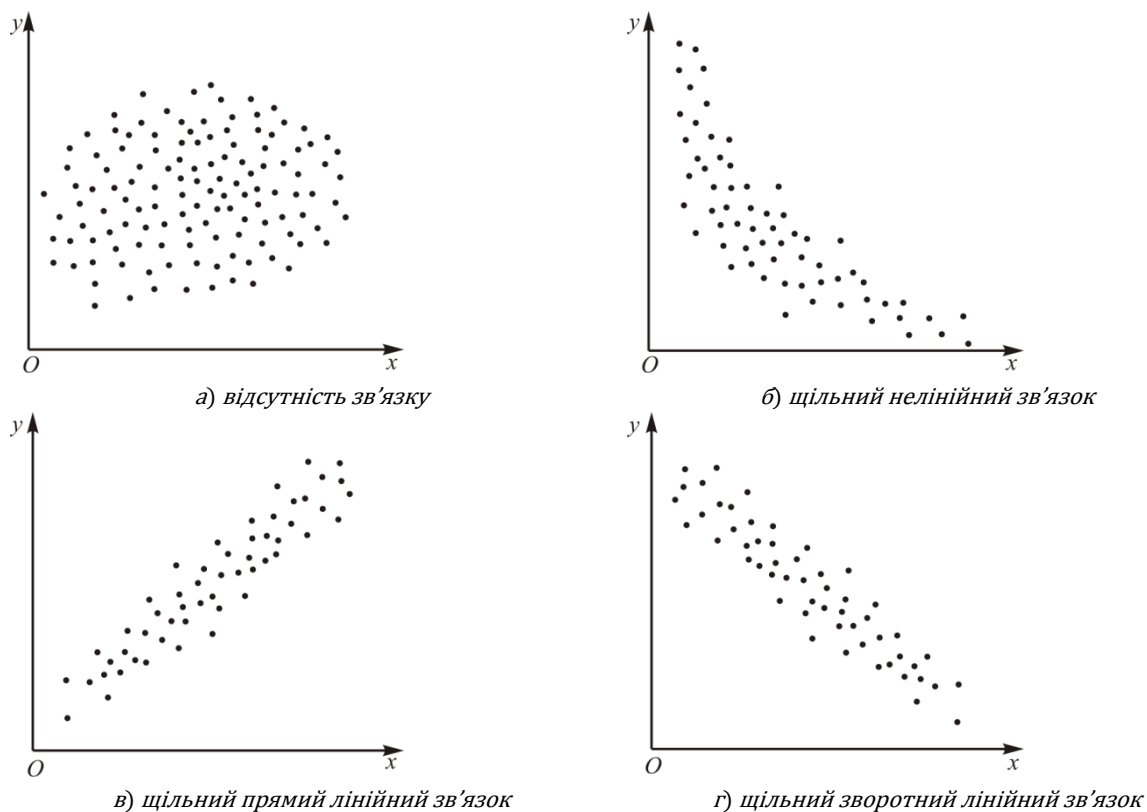 y
y
O
x
O
x
а) відсутність зв’язку
б) щільний нелінійний зв’язок
y
y
O
x
O
x
в) щільний прямий лінійний зв’язок
г) щільний зворотний лінійний зв’язок